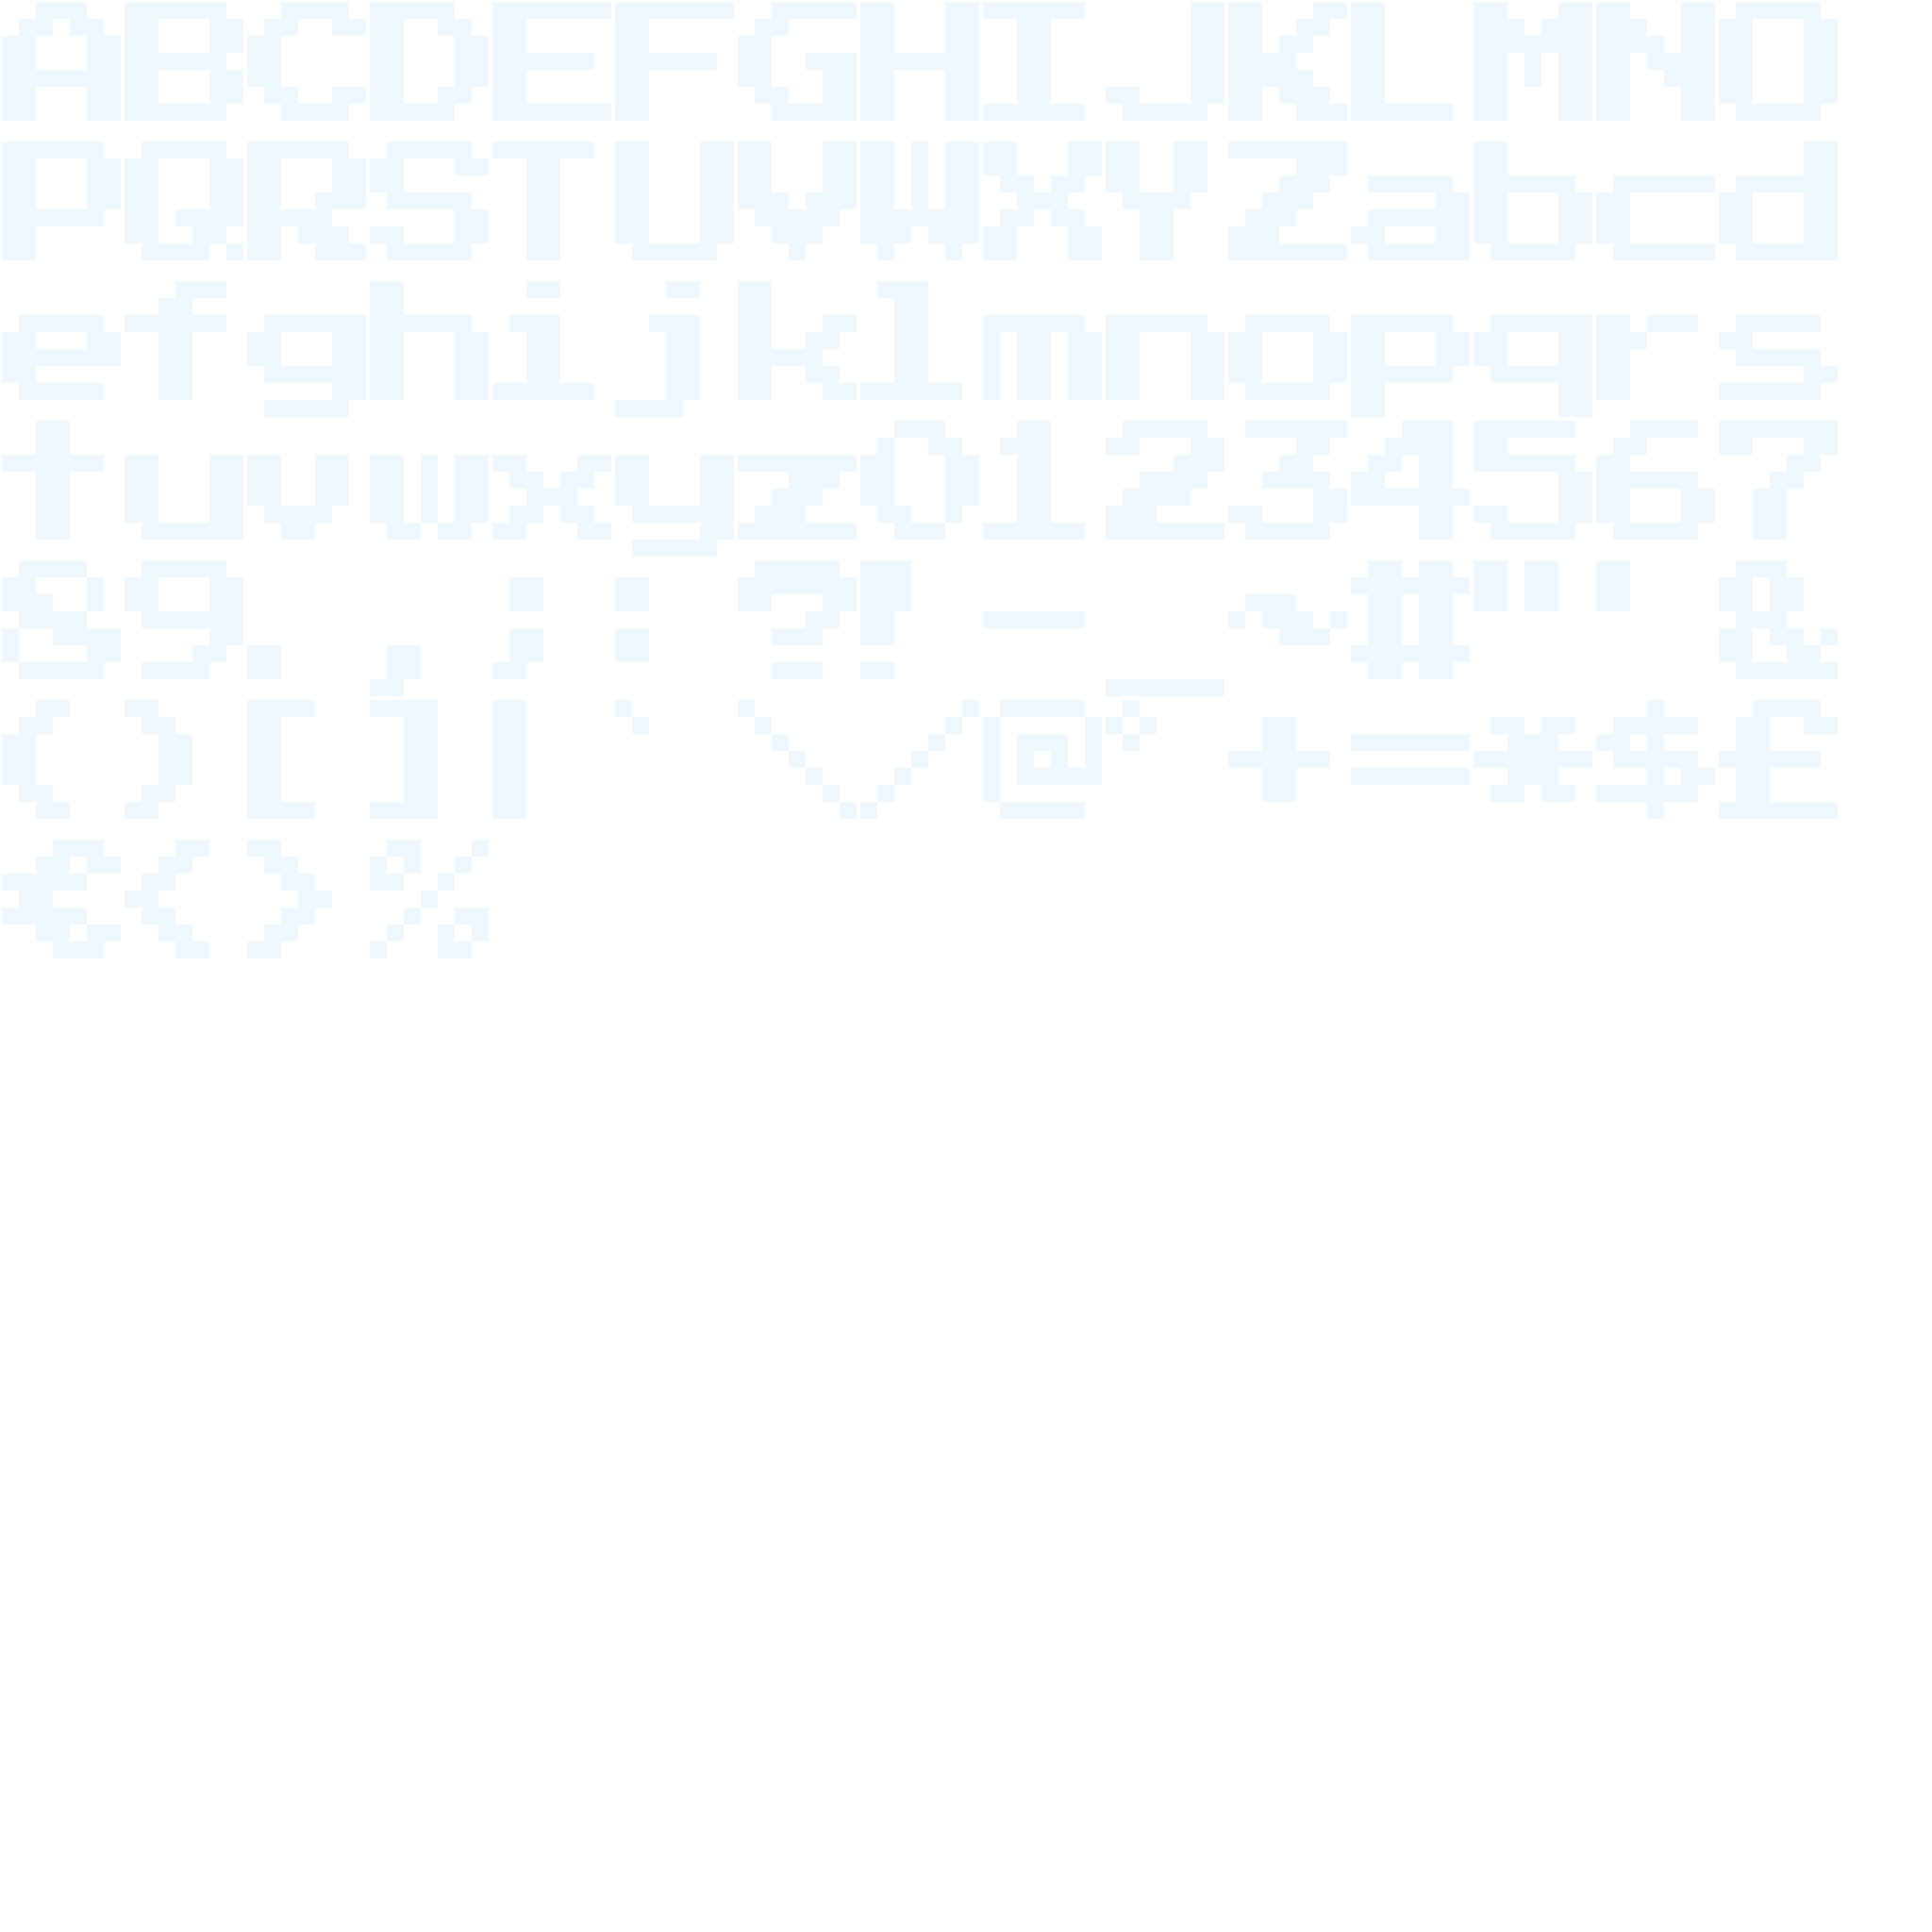 ABCDEFGHIJKLMNO
PQRSTUVWXYZabcd
efghijklmnopqrs
tuvwxyz01234567
89.,;:?!-_~#"'&
()[]|`\/@°+=*$£
€<>%